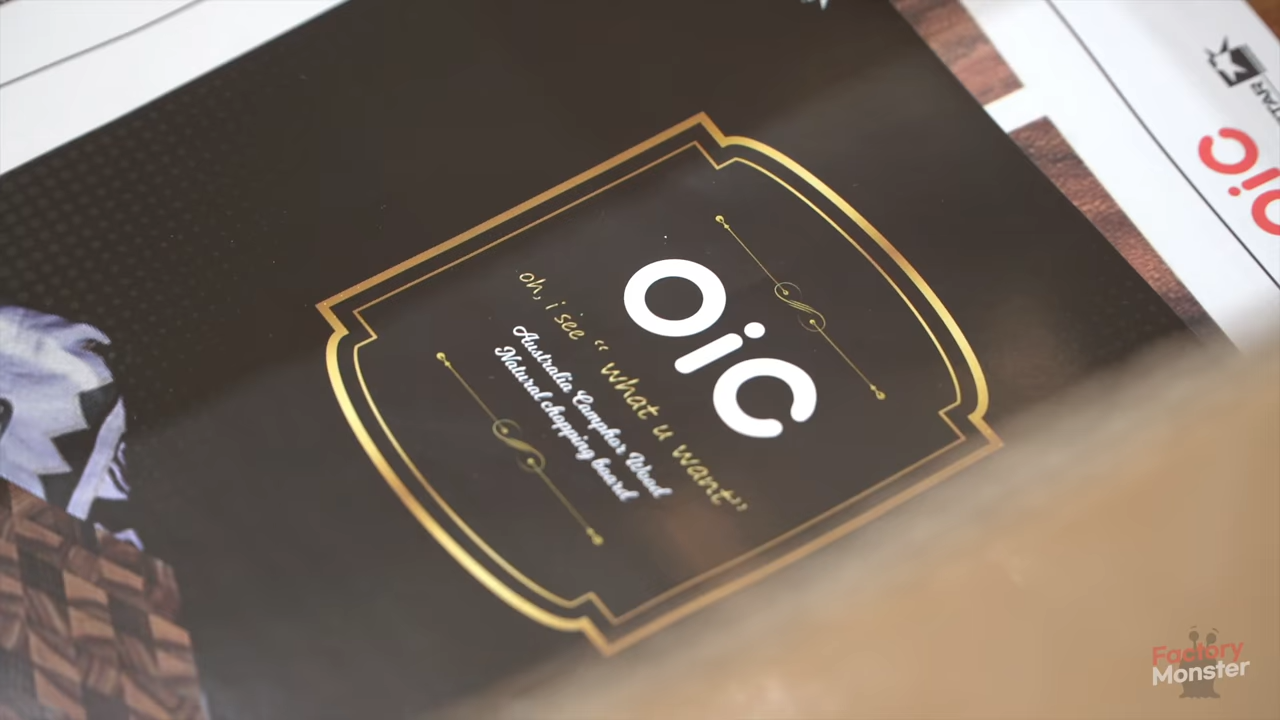 oic
oh, i see “ what u want”
Australia Camphor Wood
Natural chopping board
oic
Factory
Monster